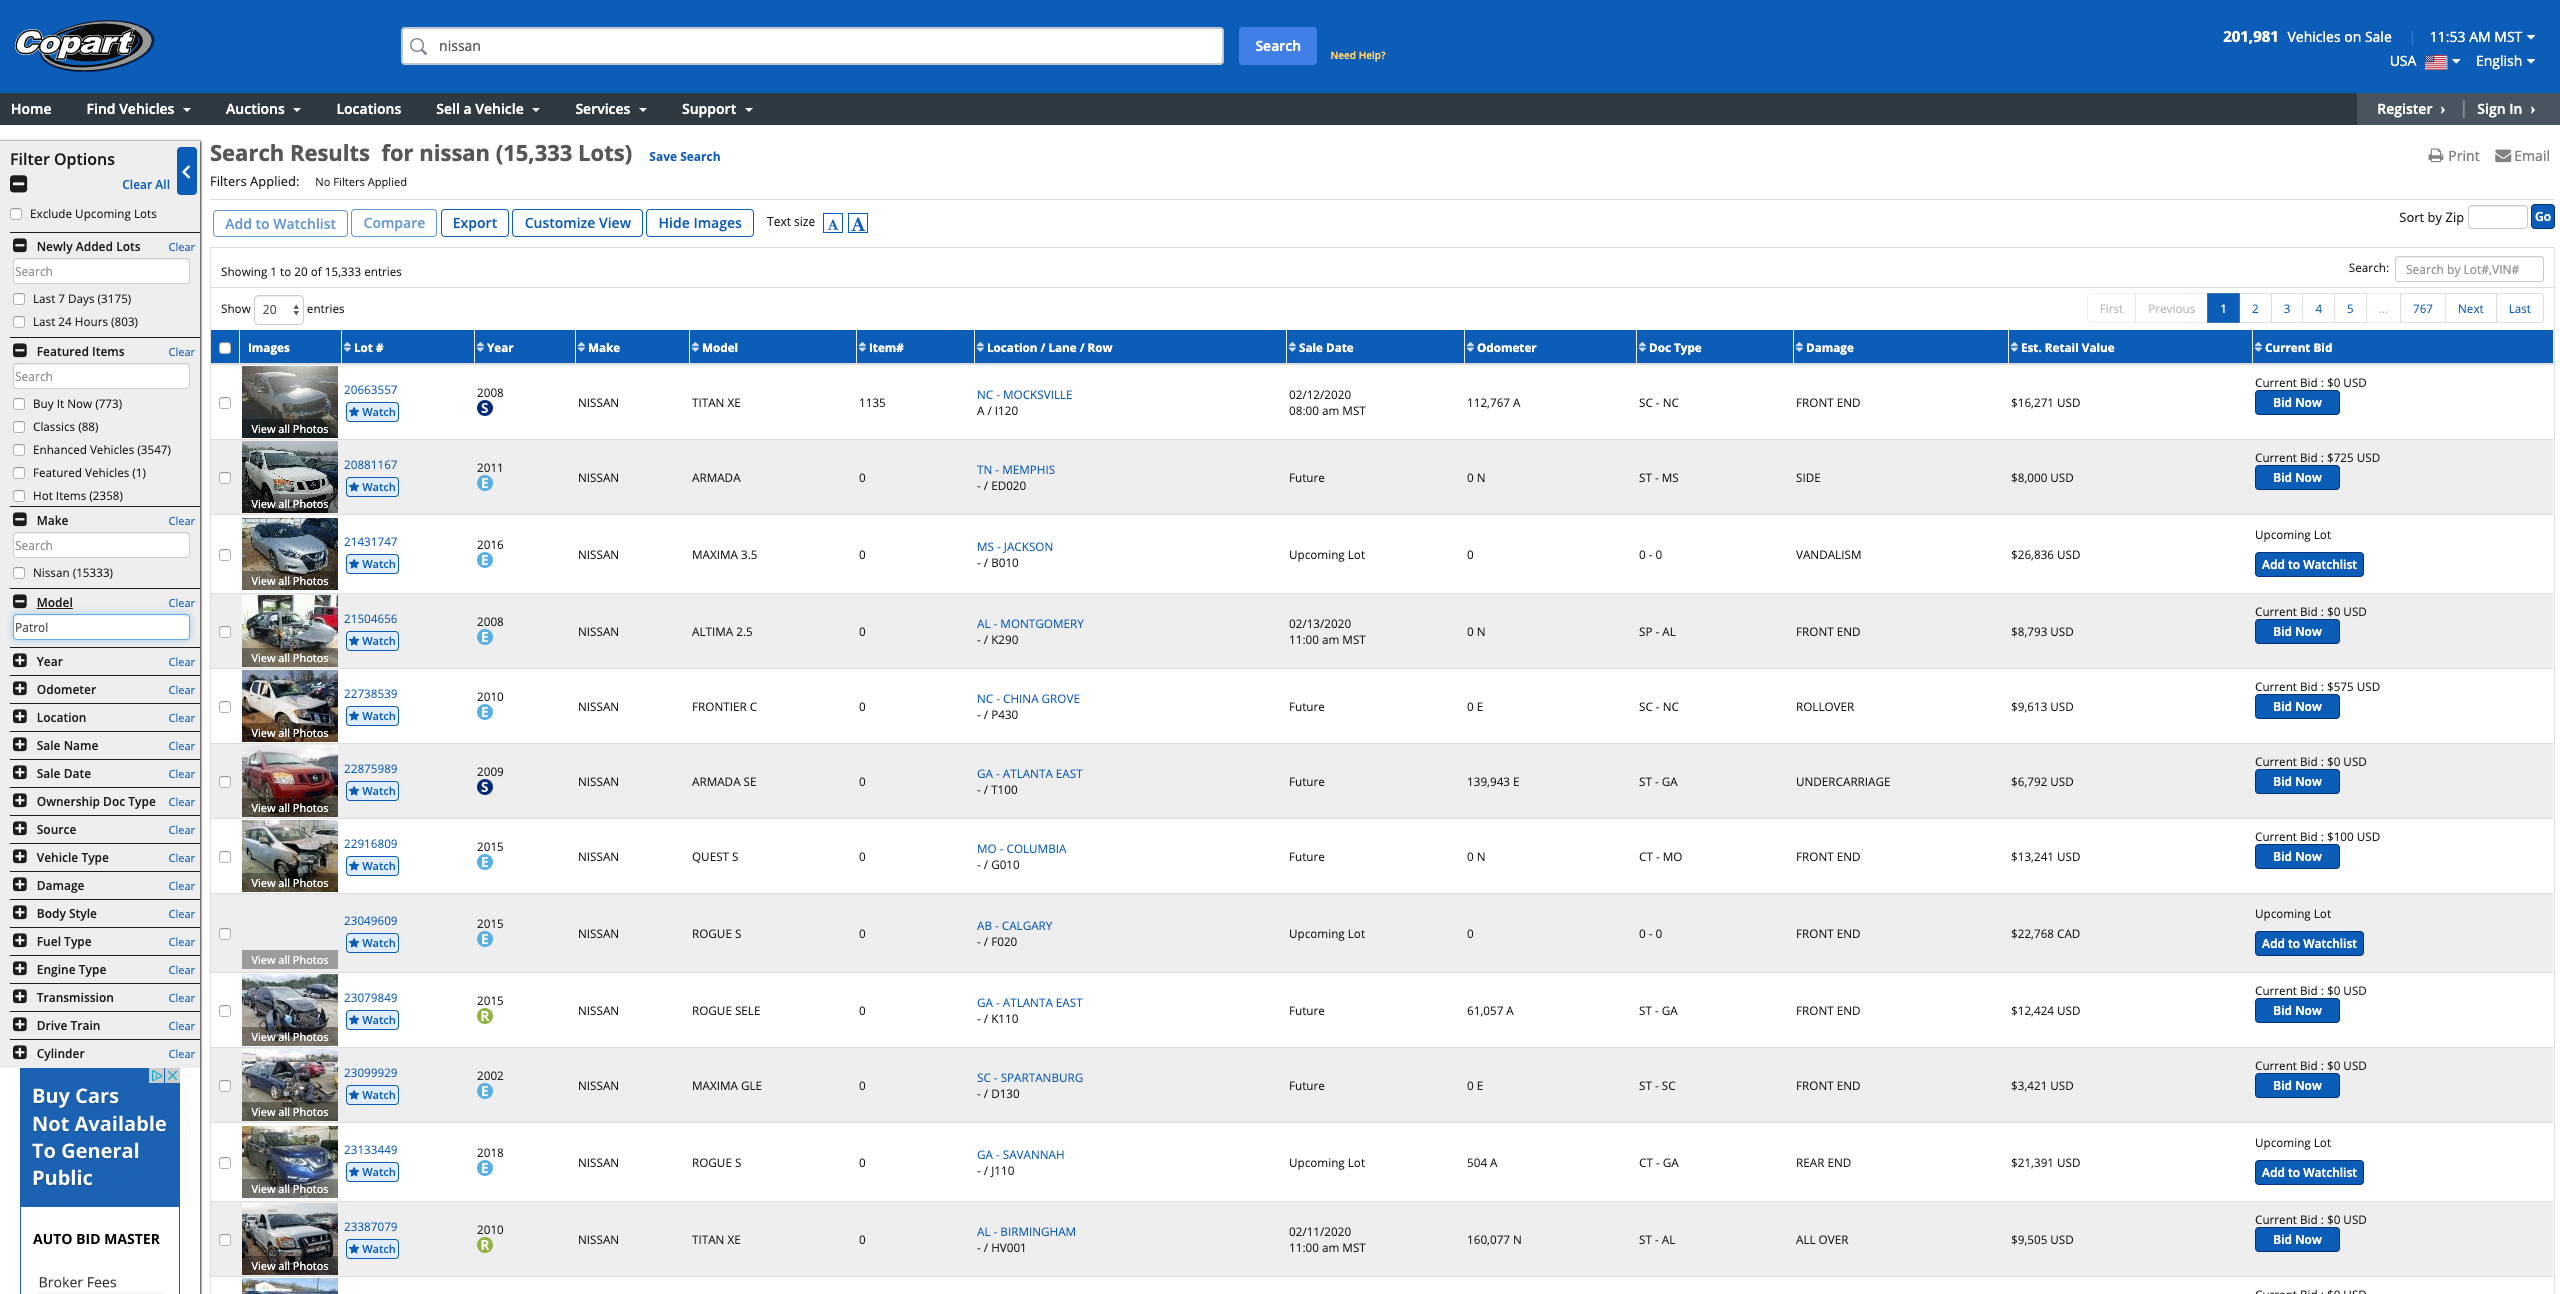 Copart
nissan
Search
Need Help?
201,981 Vehicles on Sale
11:53 AM MST
USA
English
Home
Find Vehicles
Auctions
Locations
Sell a Vehicle
Services
Support
Register
Sign In
Filter Options
Clear All
Exclude Upcoming Lots
Newly Added Lots Clear
Search
Last 7 Days (3175)
Last 24 Hours (803)
Featured Items Clear
Search
Buy It Now (773)
Classics (88)
Enhanced Vehicles (3547)
Featured Vehicles (1)
Hot Items (2358)
Make Clear
Search
Nissan (15333)
Model Clear
Patrol
Year Clear
Odometer Clear
Location Clear
Sale Name Clear
Sale Date Clear
Ownership Doc Type Clear
Source Clear
Vehicle Type Clear
Damage Clear
Body Style Clear
Fuel Type Clear
Engine Type Clear
Transmission Clear
Drive Train Clear
Cylinder Clear
Buy Cars
Not Available
To General
Public
AUTO BID MASTER
Broker Fees
Search Results for nissan (15,333 Lots) Save Search
Print Email
Filters Applied: No Filters Applied
Add to Watchlist Compare Export Customize View Hide Images Text size A A
Sort by Zip Go
Showing 1 to 20 of 15,333 entries
Search: Search by Lot#,VIN#
Show 20 entries
First Previous 1 2 3 4 5 ... 767 Next Last
Images Lot # Year Make Model Item# Location / Lane / Row Sale Date Odometer Doc Type Damage Est. Retail Value Current Bid
View all Photos
20663557
Watch
2008
S
NISSAN TITAN XE 1135
NC - MOCKSVILLE
A / I120
02/12/2020
08:00 am MST
112,767 A SC - NC FRONT END $16,271 USD
Current Bid : $0 USD
Bid Now
View all Photos
20881167
Watch
2011
E
NISSAN ARMADA 0
TN - MEMPHIS
- / ED020
Future 0 N ST - MS SIDE $8,000 USD
Current Bid : $725 USD
Bid Now
View all Photos
21431747
Watch
2016
E
NISSAN MAXIMA 3.5 0
MS - JACKSON
- / B010
Upcoming Lot 0 0 - 0 VANDALISM $26,836 USD
Upcoming Lot
Add to Watchlist
View all Photos
21504656
Watch
2008
E
NISSAN ALTIMA 2.5 0
AL - MONTGOMERY
- / K290
02/13/2020
11:00 am MST
0 N SP - AL FRONT END $8,793 USD
Current Bid : $0 USD
Bid Now
View all Photos
22738539
Watch
2010
E
NISSAN FRONTIER C 0
NC - CHINA GROVE
- / P430
Future 0 E SC - NC ROLLOVER $9,613 USD
Current Bid : $575 USD
Bid Now
View all Photos
22875989
Watch
2009
S
NISSAN ARMADA SE 0
GA - ATLANTA EAST
- / T100
Future 139,943 E ST - GA UNDERCARRIAGE $6,792 USD
Current Bid : $0 USD
Bid Now
View all Photos
22916809
Watch
2015
E
NISSAN QUEST S 0
MO - COLUMBIA
- / G010
Future 0 N CT - MO FRONT END $13,241 USD
Current Bid : $100 USD
Bid Now
View all Photos
23049609
Watch
2015
E
NISSAN ROGUE S 0
AB - CALGARY
- / F020
Upcoming Lot 0 0 - 0 FRONT END $22,768 CAD
Upcoming Lot
Add to Watchlist
View all Photos
23079849
Watch
2015
R
NISSAN ROGUE SELE 0
GA - ATLANTA EAST
- / K110
Future 61,057 A ST - GA FRONT END $12,424 USD
Current Bid : $0 USD
Bid Now
View all Photos
23099929
Watch
2002
E
NISSAN MAXIMA GLE 0
SC - SPARTANBURG
- / D130
Future 0 E ST - SC FRONT END $3,421 USD
Current Bid : $0 USD
Bid Now
View all Photos
23133449
Watch
2018
E
NISSAN ROGUE S 0
GA - SAVANNAH
- / J110
Upcoming Lot 504 A CT - GA REAR END $21,391 USD
Upcoming Lot
Add to Watchlist
View all Photos
23387079
Watch
2010
R
NISSAN TITAN XE 0
AL - BIRMINGHAM
- / HV001
02/11/2020
11:00 am MST
160,077 N ST - AL ALL OVER $9,505 USD
Current Bid : $0 USD
Bid Now